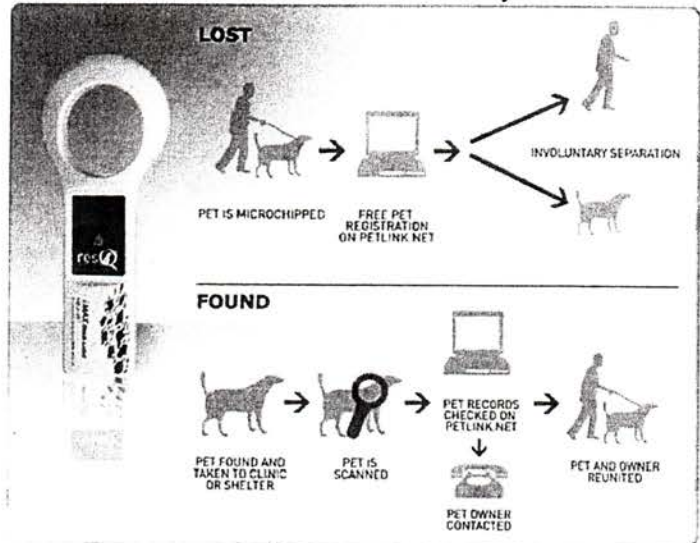 LOST
PET IS MICROCHIPPED
FREE PET
REGISTRATION
ON PETLINK NET
INVOLUNTARY SEPARATION
resQ
FOUND
PET FOUND AND
TAKEN TO CLINIC
OR SHELTER
PET IS
SCANNED
PET RECORDS
CHECKED ON
PETLINK.NET
PET OWNER
CONTACTED
PET AND OWNER
REUNITED